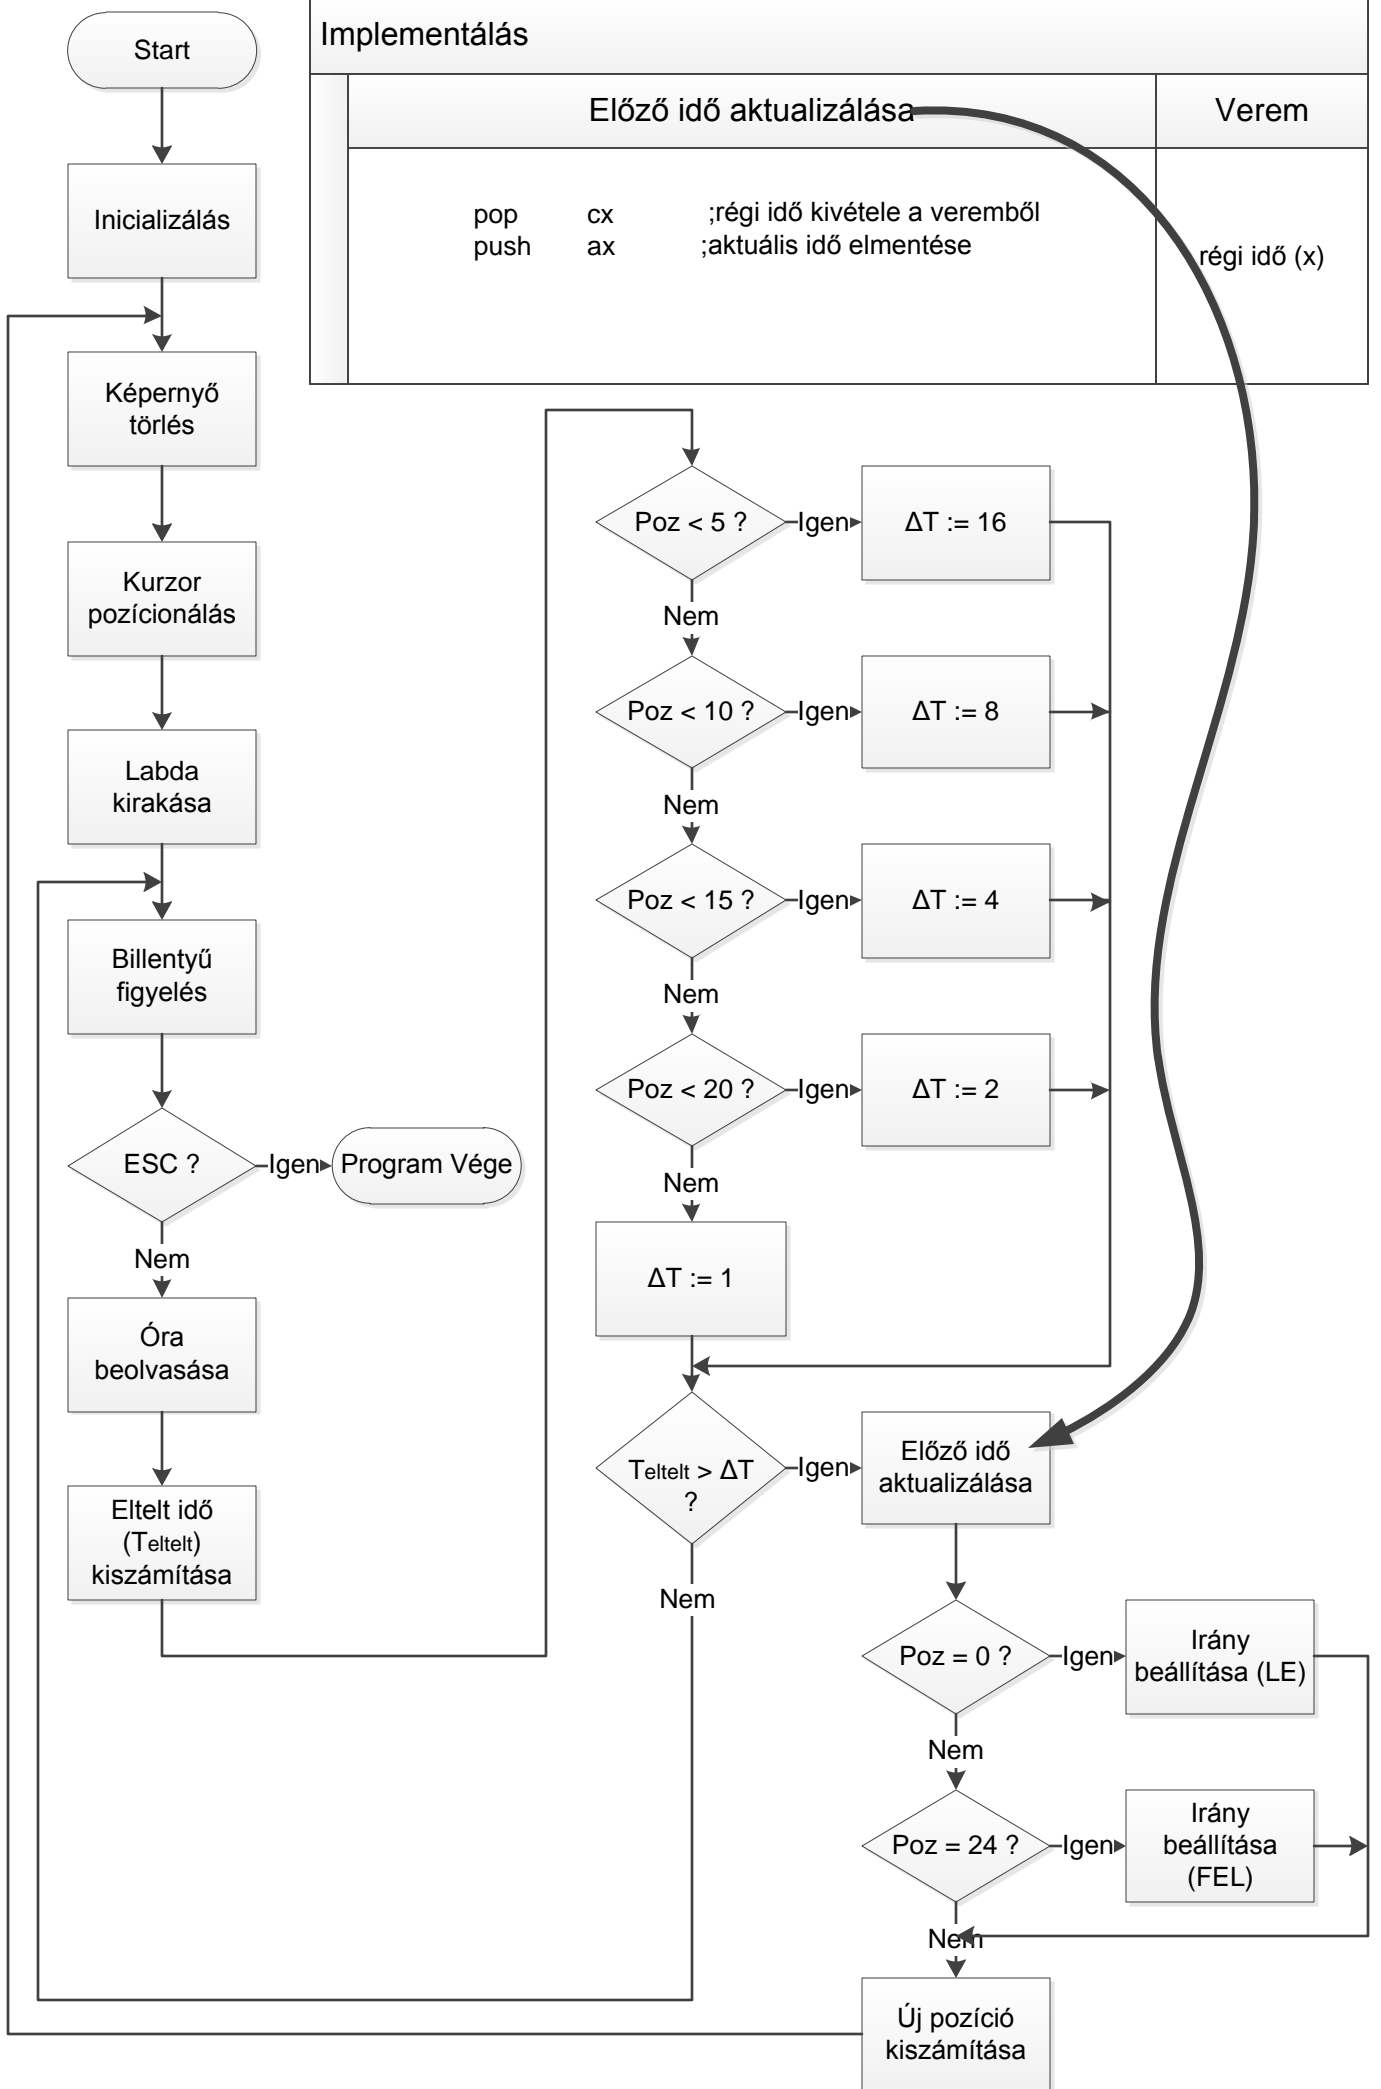 Start
Implementálás
Előző idő aktualizálása
Verem
pop cx ;régi idő kivétele a veremből
push ax ;aktuális idő elmentése
régi idő (x)
Inicializálás
Képernyő
törlés
Kurzor
pozícionálás
Labda
kirakása
Billentyű
figyelés
ESC ?
Igen
Program Vége
Nem
Óra
beolvasása
Eltelt idő
(Teltelt)
kiszámítása
Poz < 5 ?
Igen
ΔT := 16
Nem
Poz < 10 ?
Igen
ΔT := 8
Nem
Poz < 15 ?
Igen
ΔT := 4
Nem
Poz < 20 ?
Igen
ΔT := 2
Nem
ΔT := 1
Teltelt > ΔT
?
Igen
Nem
Előző idő
aktualizálása
Poz = 0 ?
Igen
Irány
beállítása (LE)
Nem
Poz = 24 ?
Igen
Irány
beállítása
(FEL)
Nem
Új pozíció
kiszámítása